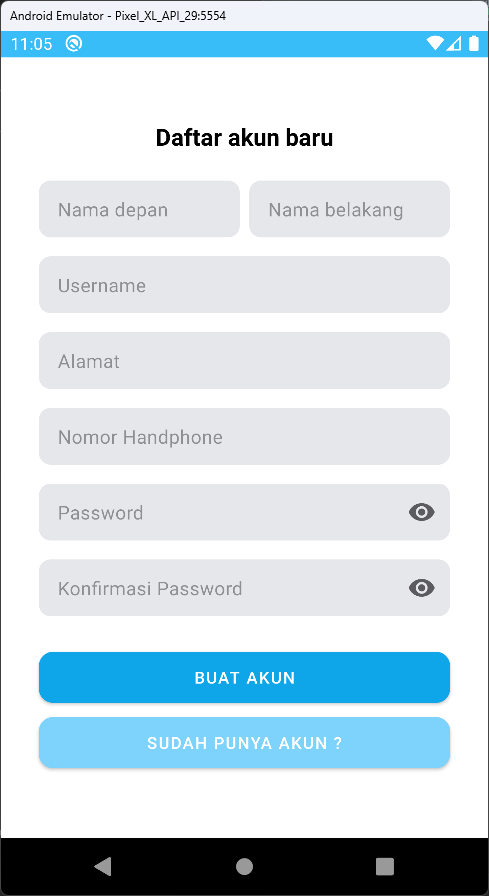 Android Emulator - Pixel_XL_API_29:5554
11:05
Daftar akun baru
Nama depan Nama belakang
Username
Alamat
Nomor Handphone
Password
Konfirmasi Password
BUAT AKUN
SUDAH PUNYA AKUN ?